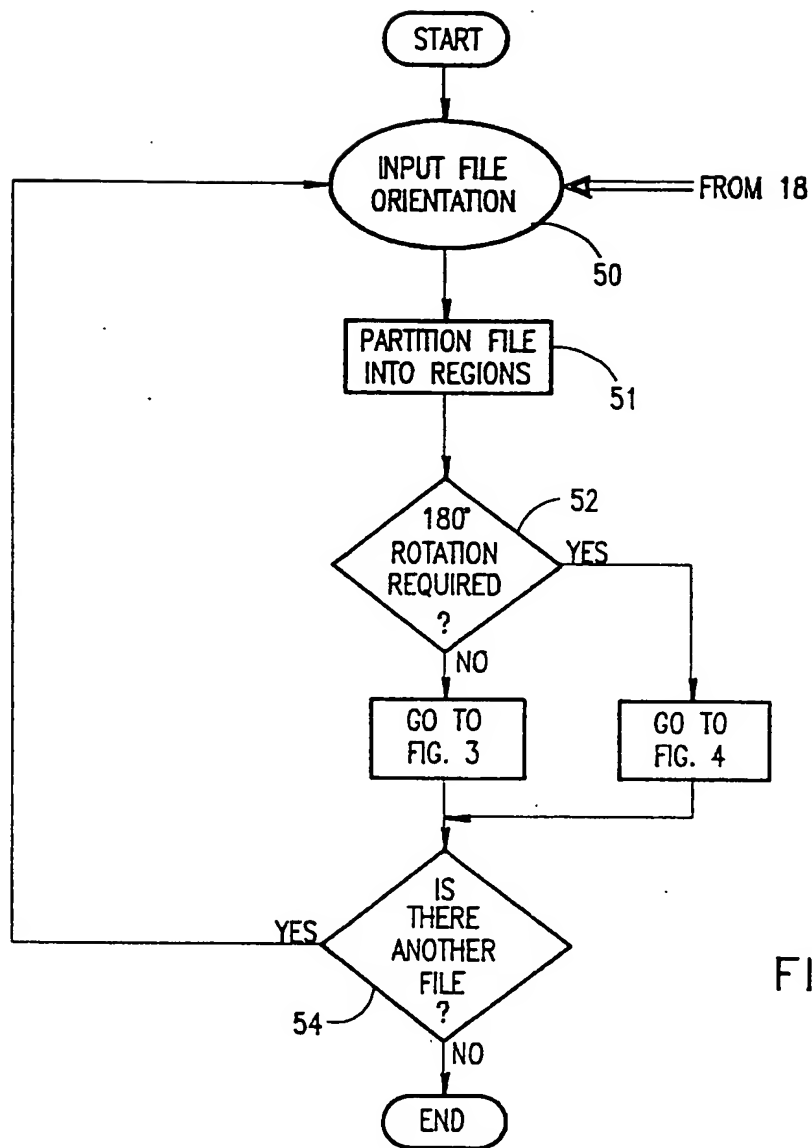 START
INPUT FILE
ORIENTATION
FROM 18
50
PARTITION FILE
INTO REGIONS
51
52
180°
ROTATION
REQUIRED
?
YES
NO
GO TO
FIG. 3
GO TO
FIG. 4
IS
THERE
ANOTHER
FILE
?
YES
54
NO
END